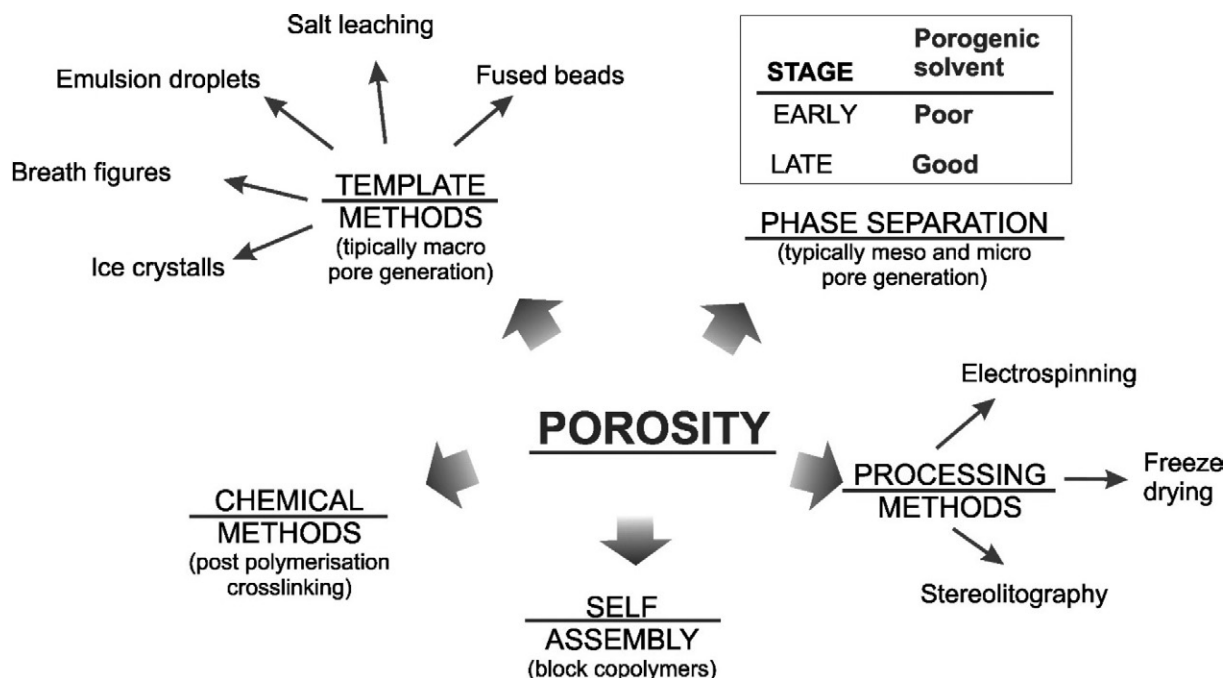 Salt leaching
Emulsion droplets
Fused beads
Breath figures
Ice crystalls
TEMPLATE
METHODS
(tipically macro
pore generation)
Porogenic
solvent
STAGE
EARLY Poor
LATE Good
PHASE SEPARATION
(typically meso and micro
pore generation)
POROSITY
Electrospinning
PROCESSING
METHODS
Freeze
drying
Stereolitography
CHEMICAL
METHODS
(post polymerisation
crosslinking)
SELF
ASSEMBLY
(block copolymers)